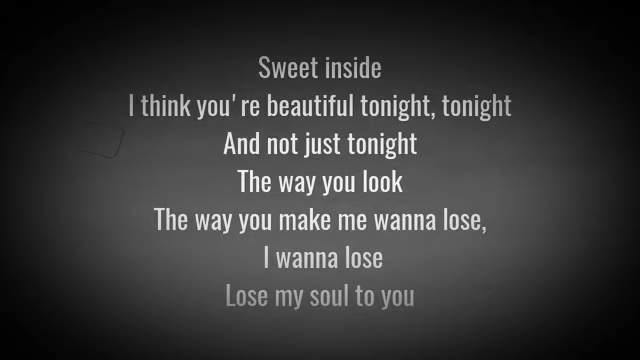 Sweet inside
I think you're beautiful tonight, tonight
And not just tonight
The way you look
The way you make me wanna lose,
I wanna lose
Lose my soul to you